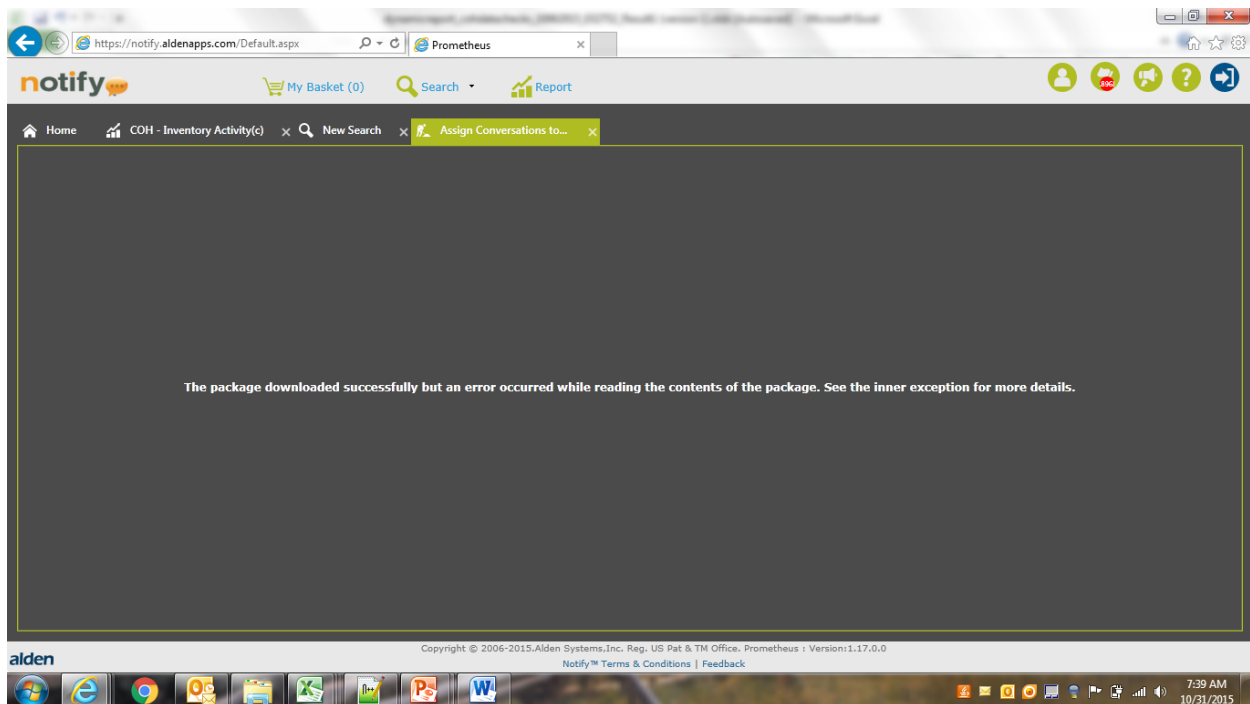 https://notify.aldenapps.com/Default.aspx
Prometheus
notify
My Basket (0)
Search
Report
896
?
Home
COH - Inventory Activity(c)
New Search
Assign Conversations to...
The package downloaded successfully but an error occurred while reading the contents of the package. See the inner exception for more details.
alden
Copyright © 2006-2015.Alden Systems,Inc. Reg. US Pat & TM Office. Prometheus : Version:1.17.0.0
Notify™ Terms & Conditions | Feedback
7:39 AM
10/31/2015